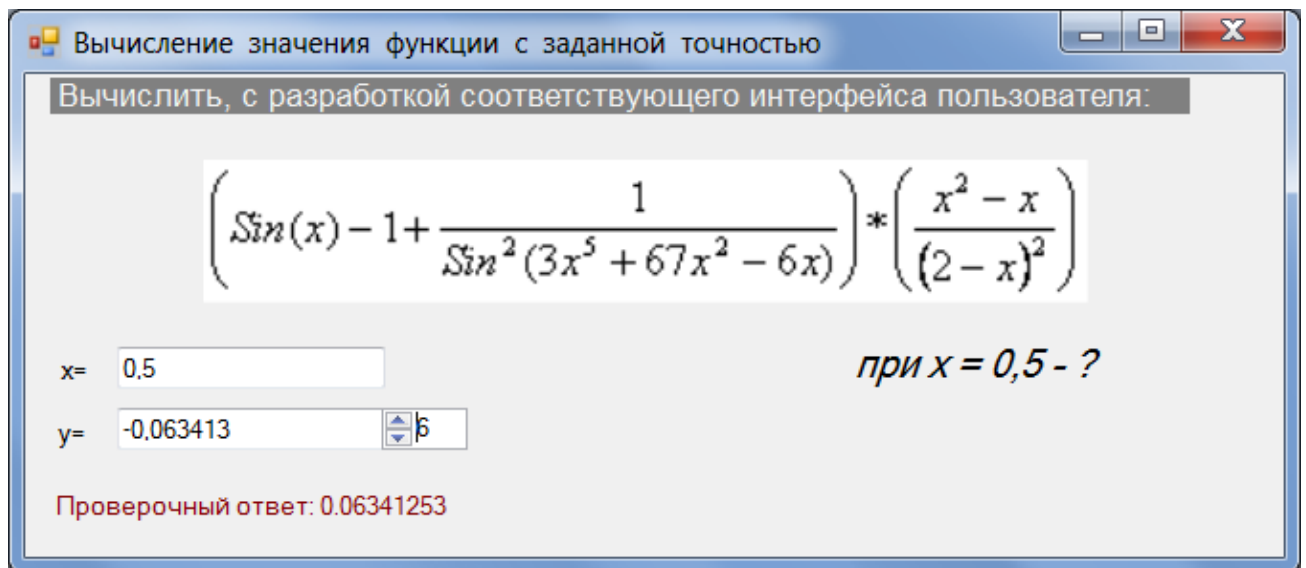 Вычисление значения функции с заданной точностью
Вычислить, с разработкой соответствующего интерфейса пользователя:
(Sin(x) − 1 + 1/(Sin²(3x⁵ + 67x² − 6x))) * ((x² − x)/((2 − x)²))
при x = 0,5 - ?
x= 0,5
y= -0,063413 6
Проверочный ответ: 0.06341253